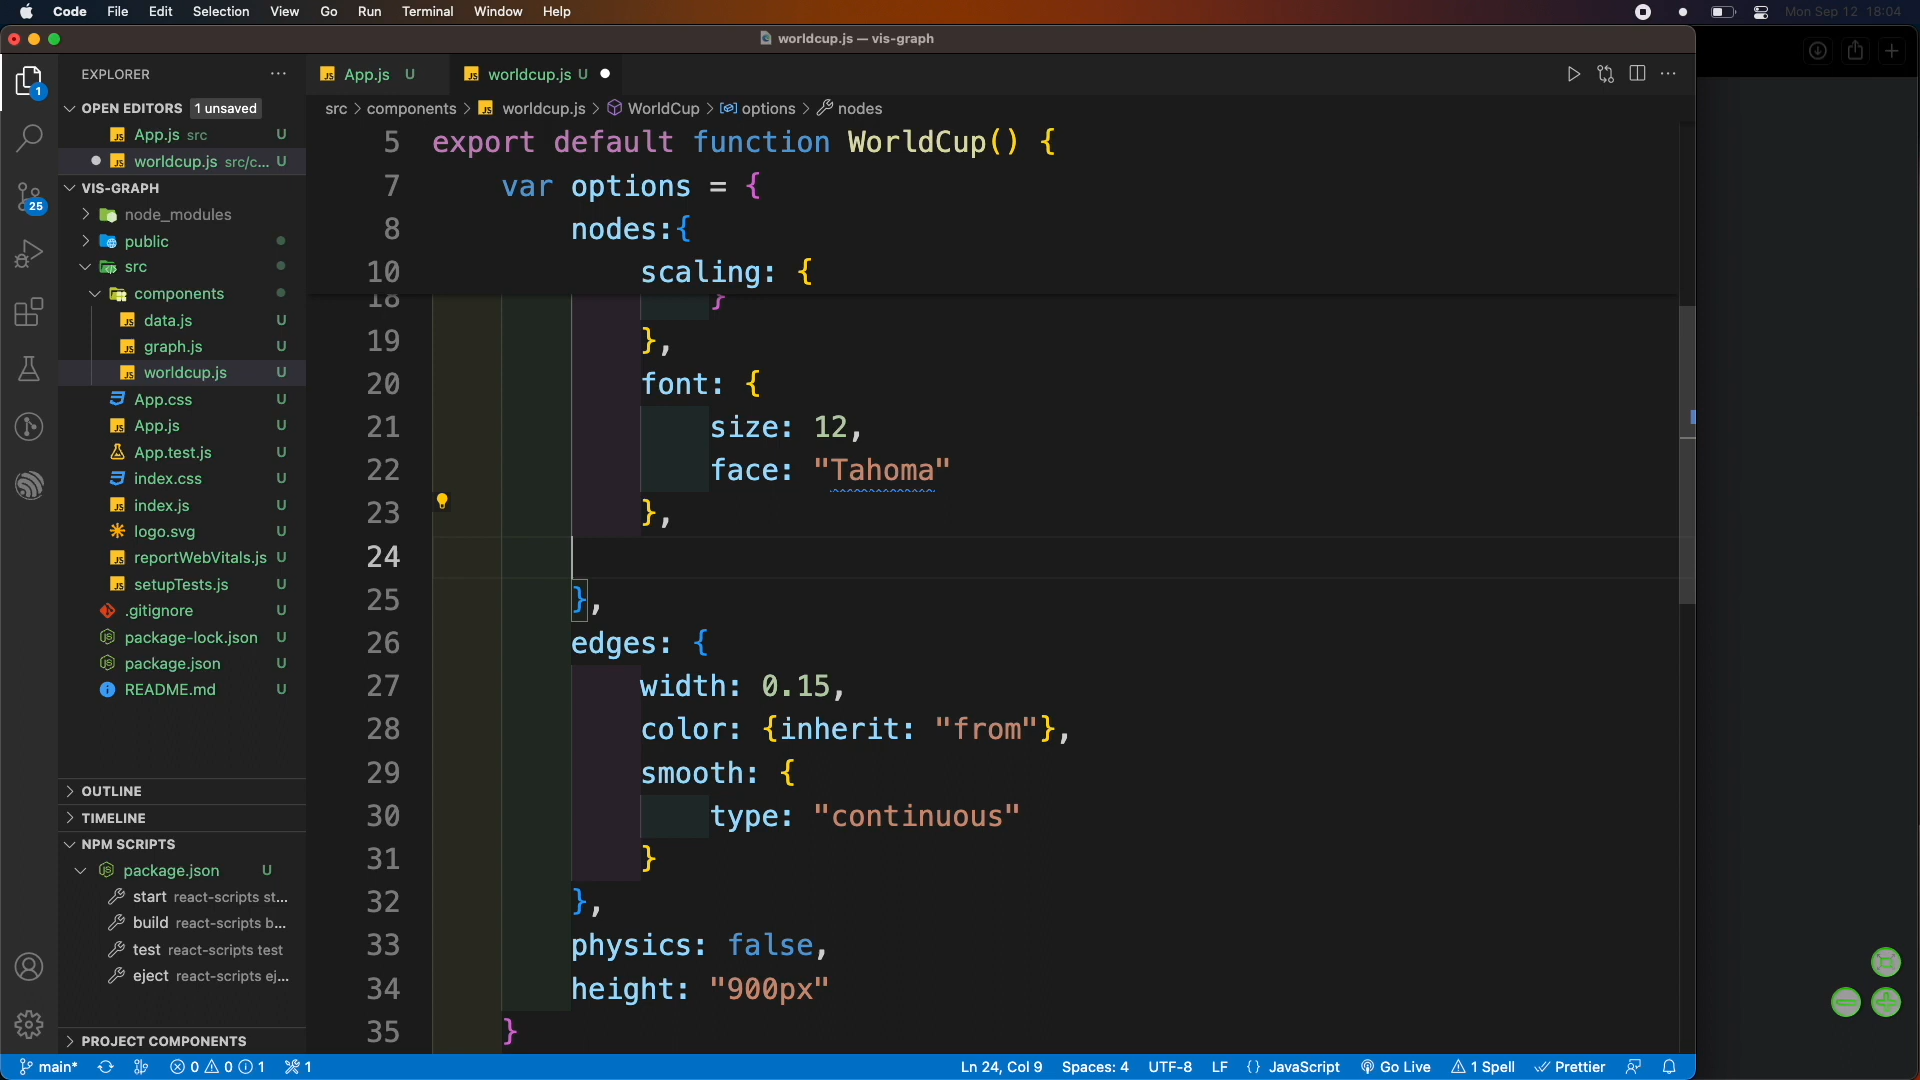 Code File Edit Selection View Go Run Terminal Window Help Mon Sep 12 18:04
worldcup.js — vis-graph
EXPLORER
App.js U
worldcup.js U
OPEN EDITORS 1 unsaved
App.js src U
worldcup.js src/c... U
VIS-GRAPH
node_modules
public
src
components
data.js U
graph.js U
worldcup.js U
App.css U
App.js U
App.test.js U
index.css U
index.js U
logo.svg U
reportWebVitals.js U
setupTests.js U
.gitignore U
package-lock.json U
package.json U
README.md U
OUTLINE
TIMELINE
NPM SCRIPTS
package.json U
start react-scripts st...
build react-scripts b...
test react-scripts test
eject react-scripts ej...
PROJECT COMPONENTS
1
25
src > components > worldcup.js > WorldCup > options > nodes
5 export default function WorldCup() {
7 var options = {
8 nodes:{
10 scaling: {
18 }
19 },
20 font: {
21 size: 12,
22 face: "Tahoma"
23 },
24
25 },
26 edges: {
27 width: 0.15,
28 color: {inherit: "from"},
29 smooth: {
30 type: "continuous"
31 }
32 },
33 physics: false,
34 height: "900px"
35 }
main* 0 0 1 1 Ln 24, Col 9 Spaces: 4 UTF-8 LF {} JavaScript Go Live 1 Spell Prettier